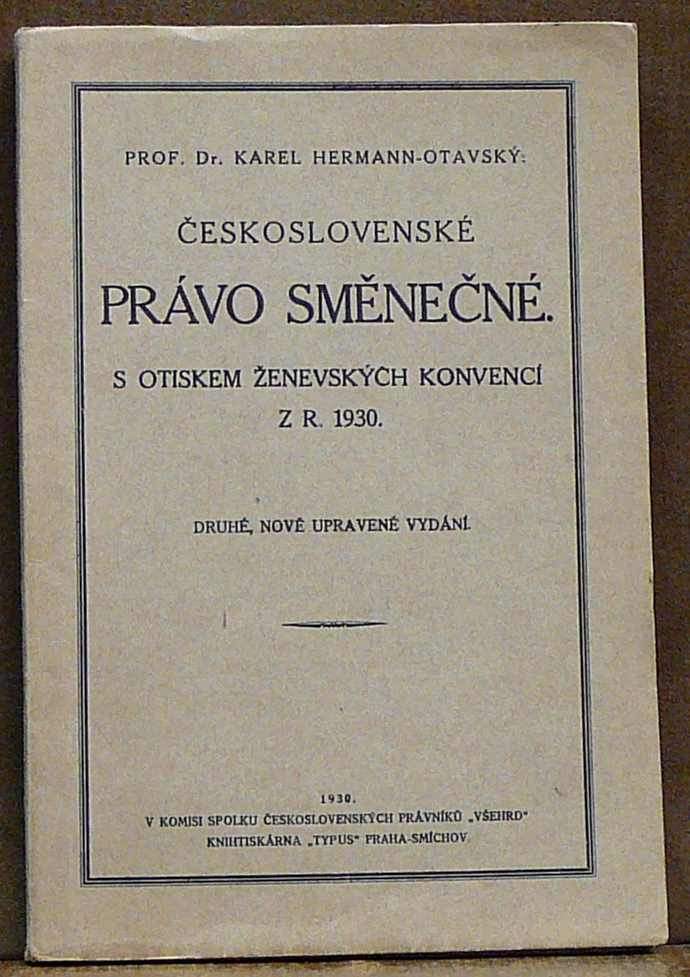 PROF. Dr. KAREL HERMANN-OTAVSKÝ:
ČESKOSLOVENSKÉ
PRÁVO SMĚNEČNÉ.
S OTISKEM ŽENEVSKÝCH KONVENCÍ
Z R. 1930.
DRUHÉ, NOVĚ UPRAVENÉ VYDÁNÍ.
1930.
V KOMISI SPOLKU ČESKOSLOVENSKÝCH PRÁVNÍKŮ „VŠEHRD“
KNIHTISKÁRNA „TYPUS“ PRAHA-SMÍCHOV.